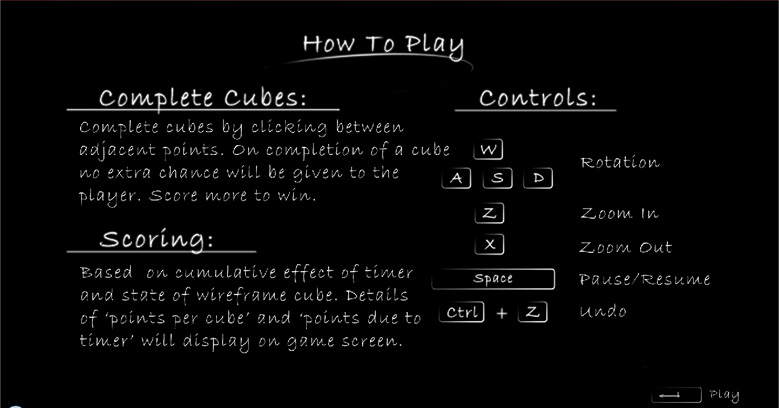 How To Play
Complete Cubes:
Complete cubes by clicking between
adjacent points. On completion of a cube
no extra chance will be given to the
player. Score more to win.
Scoring:
Based on cumulative effect of timer
and state of wireframe cube. Details
of 'points per cube' and 'points due to
timer' will display on game screen.
Controls:
W
A S D Rotation
Z Zoom In
X Zoom Out
Space Pause/Resume
Ctrl + Z Undo
Play